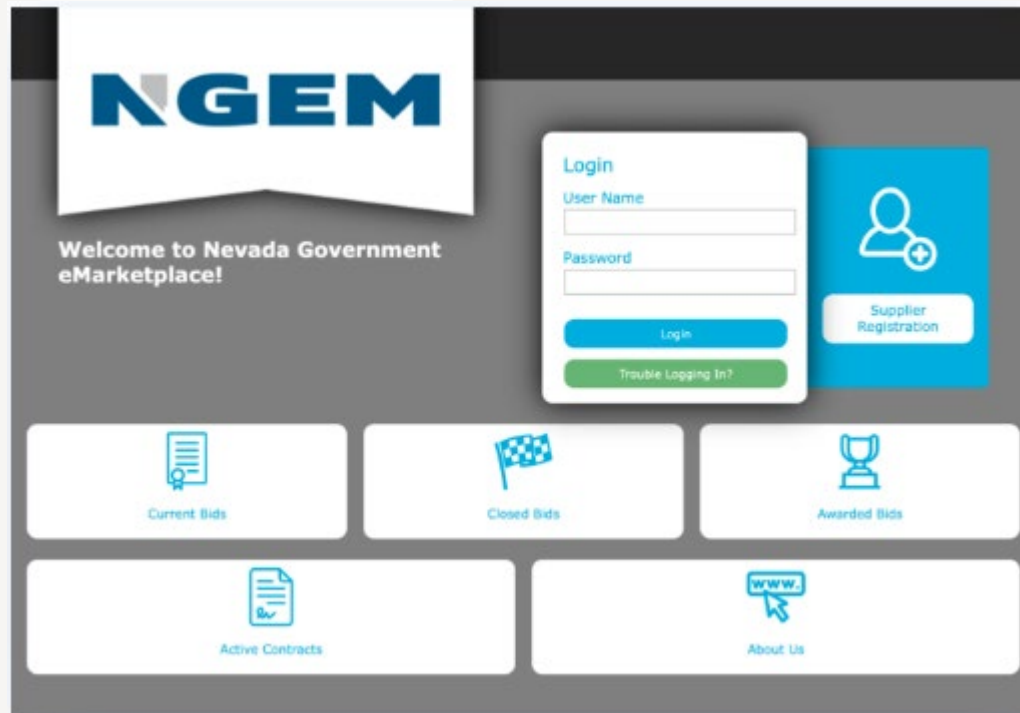 NGEM
Welcome to Nevada Government
eMarketplace!
Login
User Name
Password
Login
Trouble Logging In?
Supplier
Registration
Current Bids
Closed Bids
Awarded Bids
Active Contracts
www.
About Us